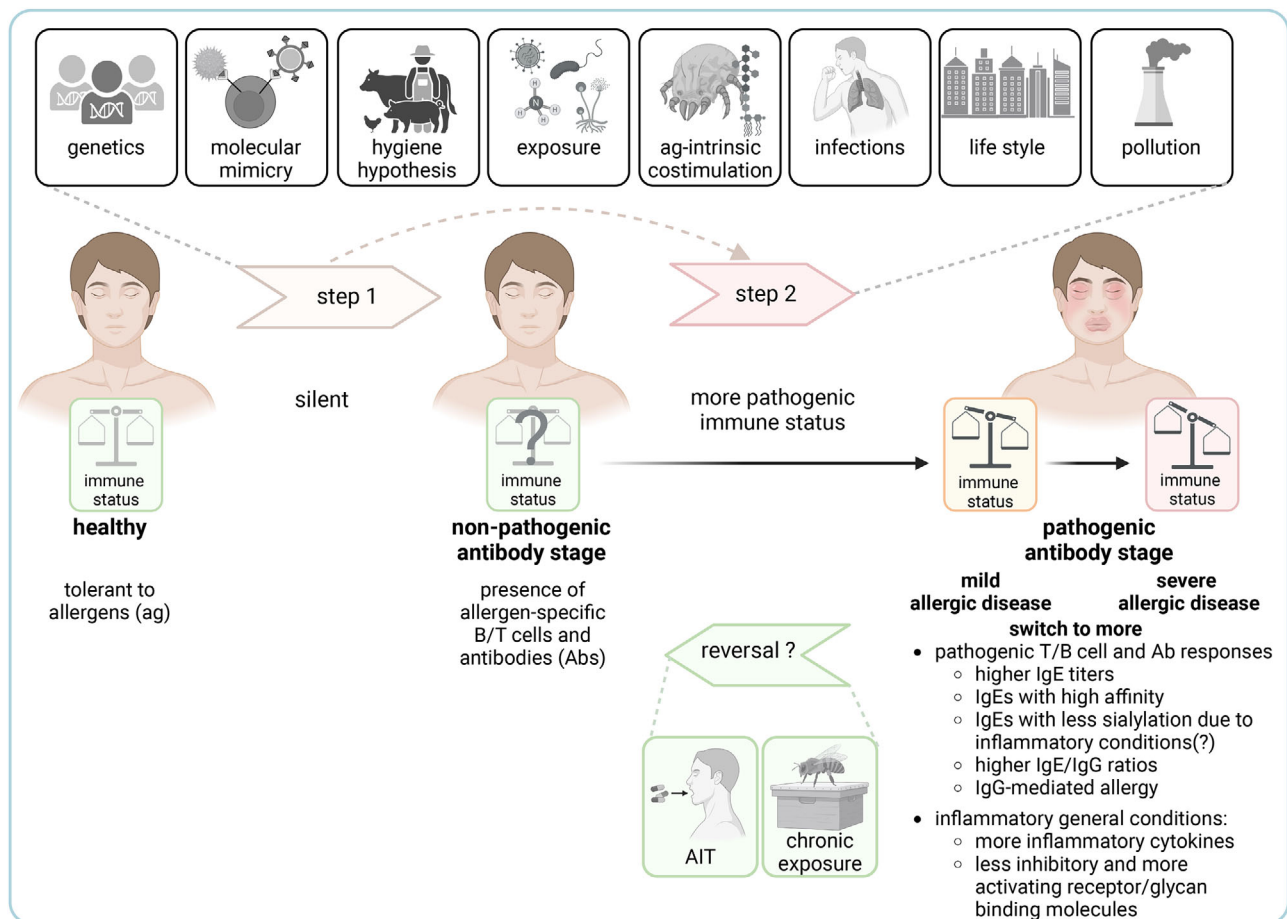 genetics
molecular
mimicry
hygiene
hypothesis
exposure
ag-intrinsic
costimulation
infections
life style
pollution
H
N
H
H
H
step 1
step 2
silent
more pathogenic
immune status
immune
status
healthy
tolerant to
allergens (ag)
?
immune
status
non-pathogenic
antibody stage
presence of
allergen-specific
B/T cells and
antibodies (Abs)
immune
status
immune
status
pathogenic
antibody stage
mild
allergic disease
severe
allergic disease
switch to more
• pathogenic T/B cell and Ab responses
○ higher IgE titers
○ IgEs with high affinity
○ IgEs with less sialylation due to
inflammatory conditions(?)
○ higher IgE/IgG ratios
○ IgG-mediated allergy
• inflammatory general conditions:
○ more inflammatory cytokines
○ less inhibitory and more
activating receptor/glycan
binding molecules
reversal ?
AIT
chronic
exposure